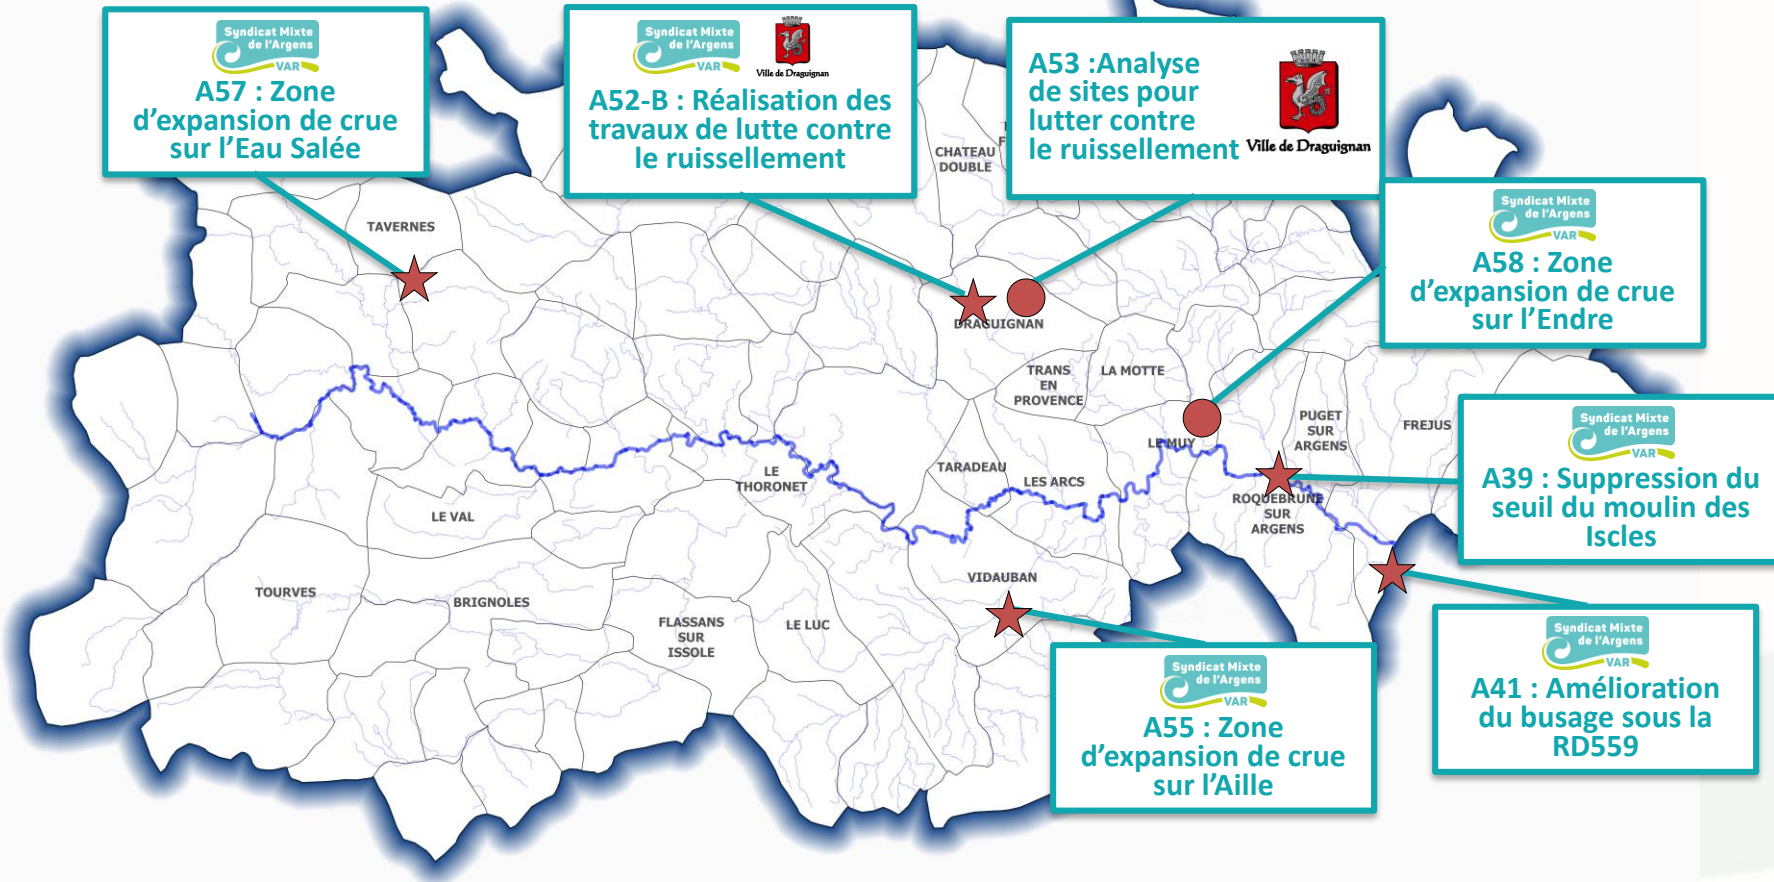 Syndicat Mixte
de l'Argens
VAR
A57 : Zone
d'expansion de crue
sur l'Eau Salée
Syndicat Mixte
de l'Argens
VAR
Ville de Draguignan
A52-B : Réalisation des
travaux de lutte contre
le ruissellement
A53 :Analyse
de sites pour
lutter contre
le ruissellement
Ville de Draguignan
Syndicat Mixte
de l'Argens
VAR
A58 : Zone
d'expansion de crue
sur l'Endre
Syndicat Mixte
de l'Argens
VAR
A39 : Suppression du
seuil du moulin des
Iscles
Syndicat Mixte
de l'Argens
VAR
A41 : Amélioration
du busage sous la
RD559
Syndicat Mixte
de l'Argens
VAR
A55 : Zone
d'expansion de crue
sur l'Aille
TAVERNES
CHATEAU
DOUBLE
F
DRAGUIGNAN
TRANS
EN
PROVENCE
LA MOTTE
PUGET
SUR
ARGENS
FREJUS
LE MUY
TARADEAU
LES ARCS
LE
THORONET
ROQUEBRUNE
SUR
ARGENS
LE VAL
VIDAUBAN
TOURVES
BRIGNOLES
FLASSANS
SUR
ISSOLE
LE LUC